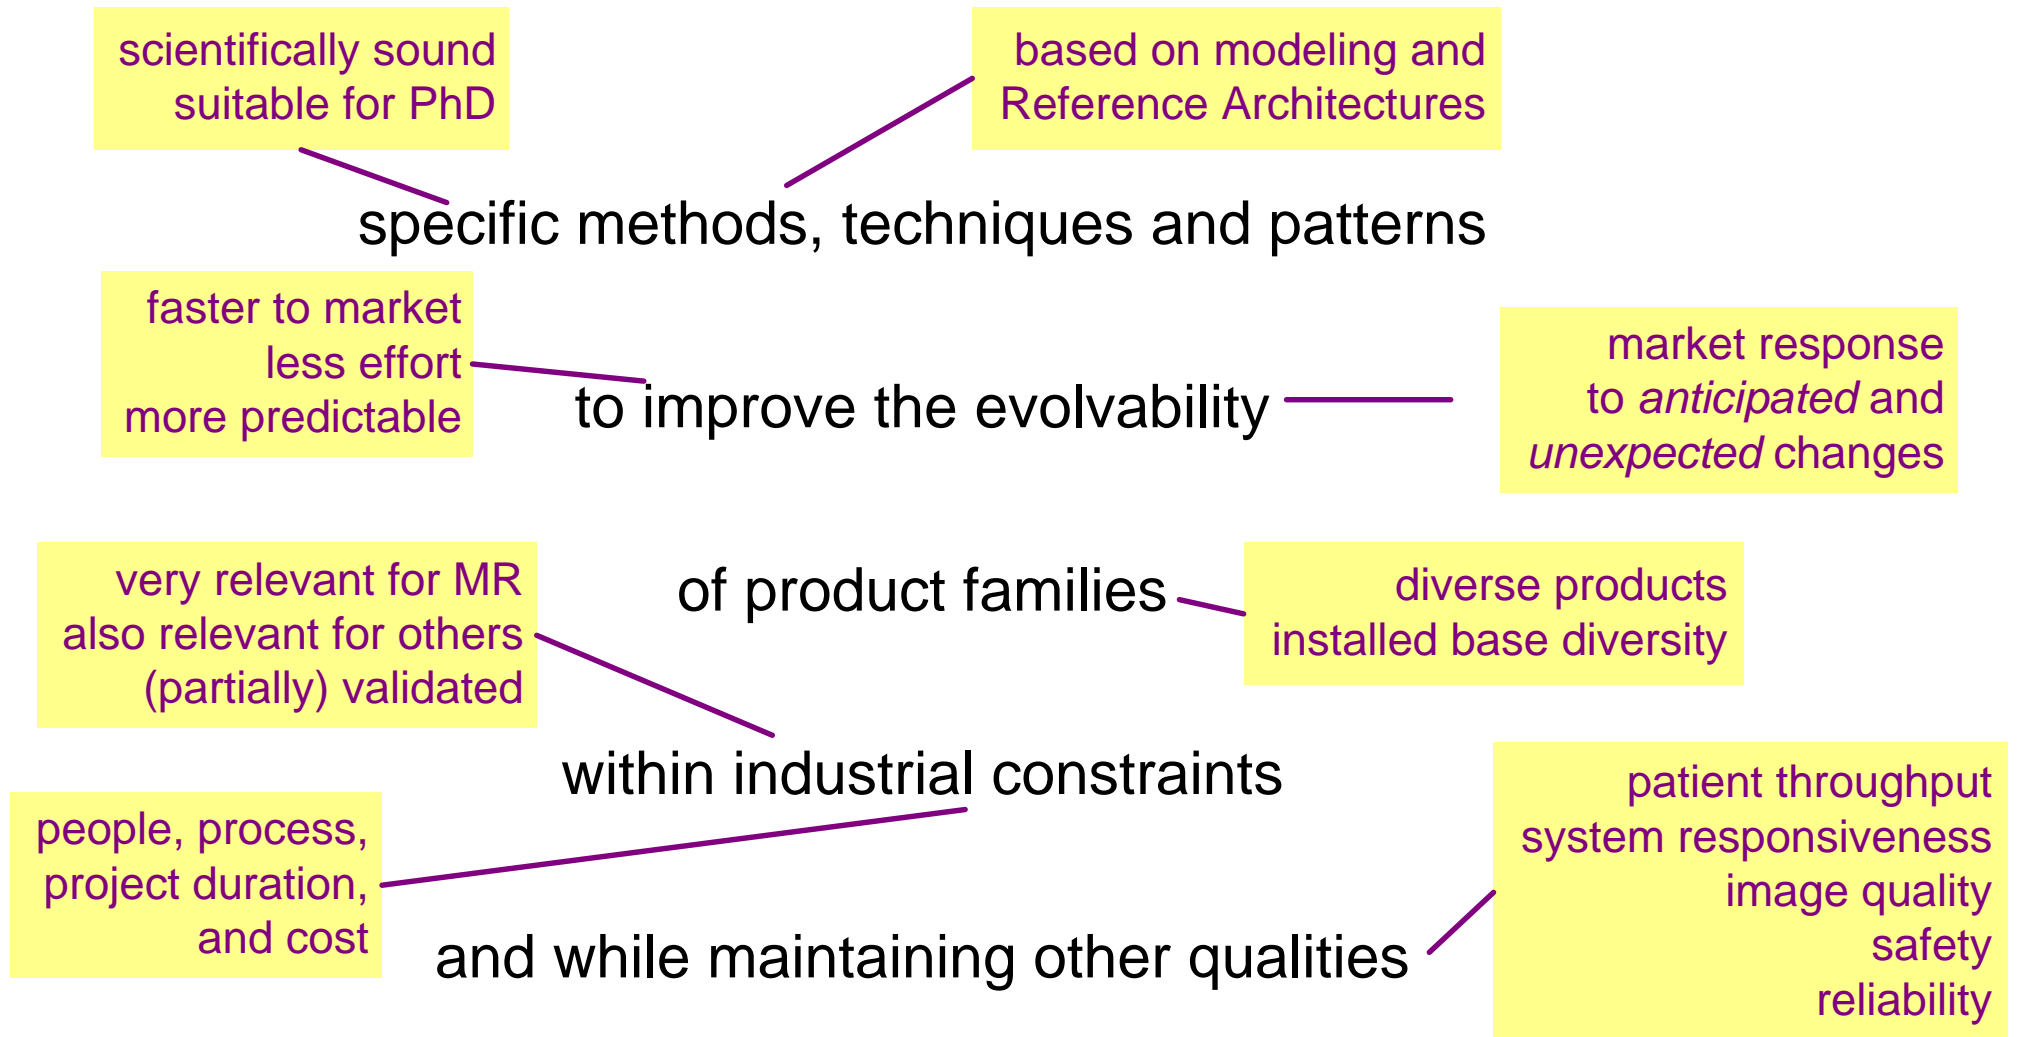 scientifically sound
suitable for PhD
based on modeling and
Reference Architectures
specific methods, techniques and patterns
faster to market
less effort
more predictable
to improve the evolvability
market response
to anticipated and
unexpected changes
very relevant for MR
also relevant for others
(partially) validated
of product families
diverse products
installed base diversity
within industrial constraints
people, process,
project duration,
and cost
and while maintaining other qualities
patient throughput
system responsiveness
image quality
safety
reliability